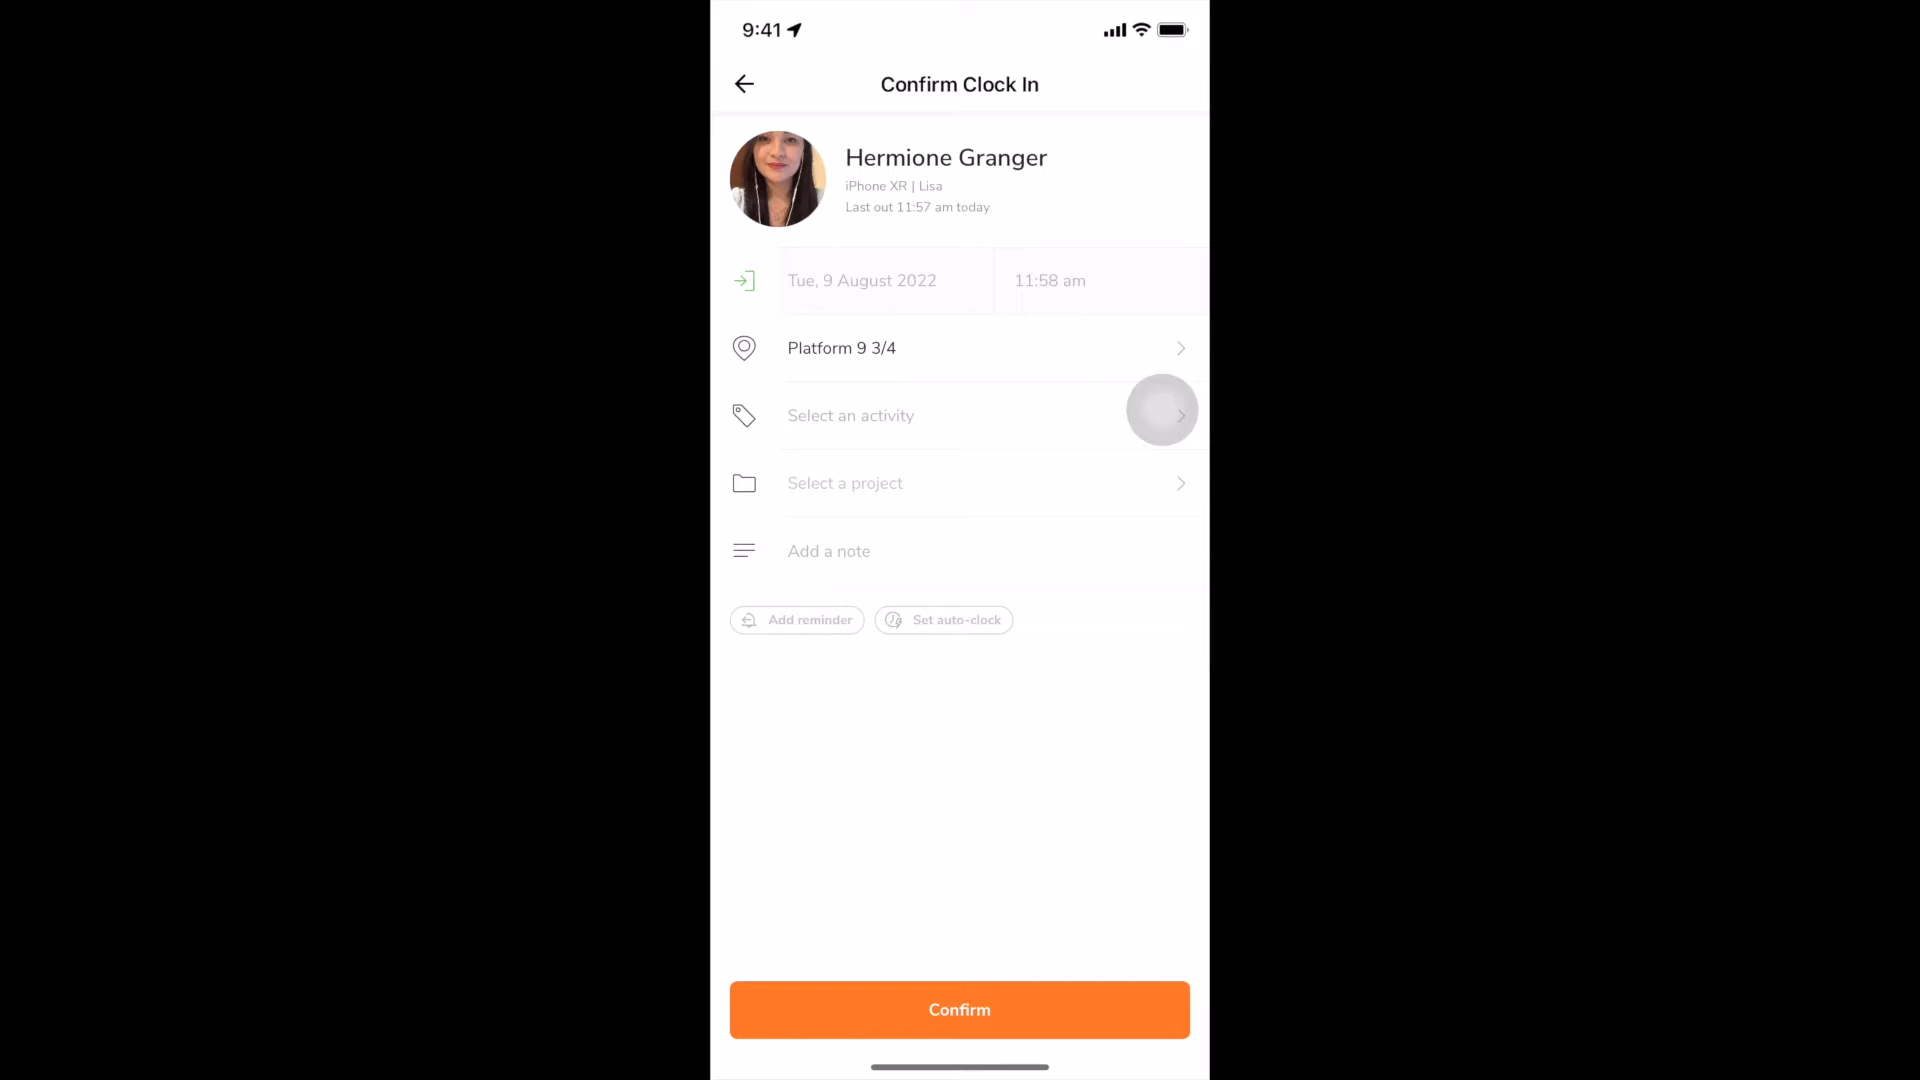 9:41
Confirm Clock In
Hermione Granger
iPhone XR | Lisa
Last out 11:57 am today
Tue, 9 August 2022
11:58 am
Platform 9 3/4
Select an activity
Select a project
Add a note
Add reminder
Set auto-clock
Confirm